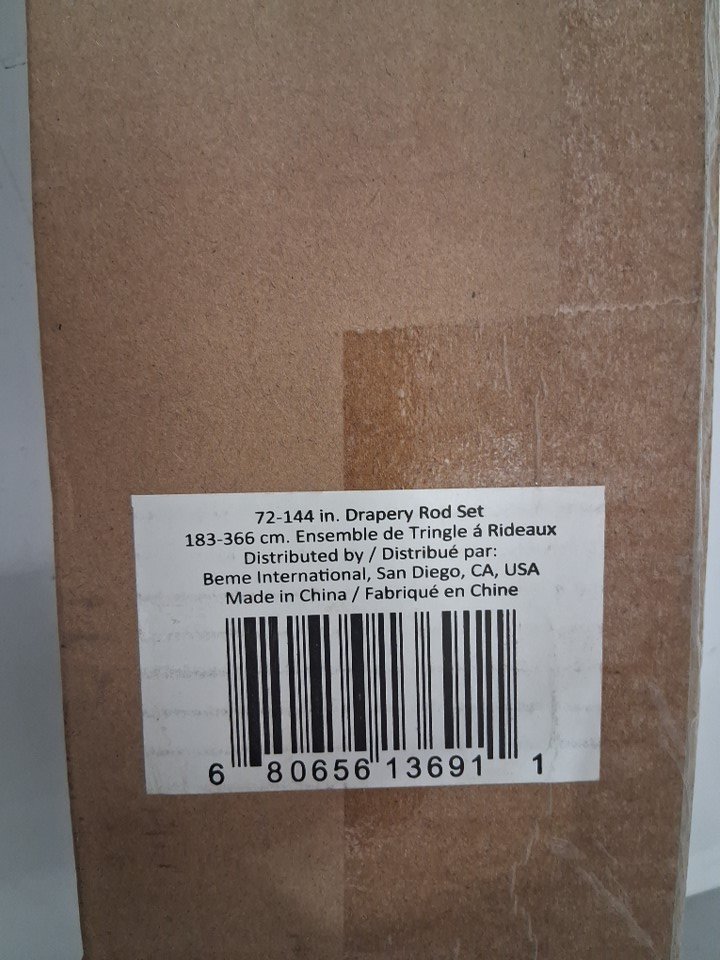 72-144 in. Drapery Rod Set
183-366 cm. Ensemble de Tringle á Rideaux
Distributed by / Distribué par:
Beme International, San Diego, CA, USA
Made in China / Fabriqué en Chine
6 80656 13691 1